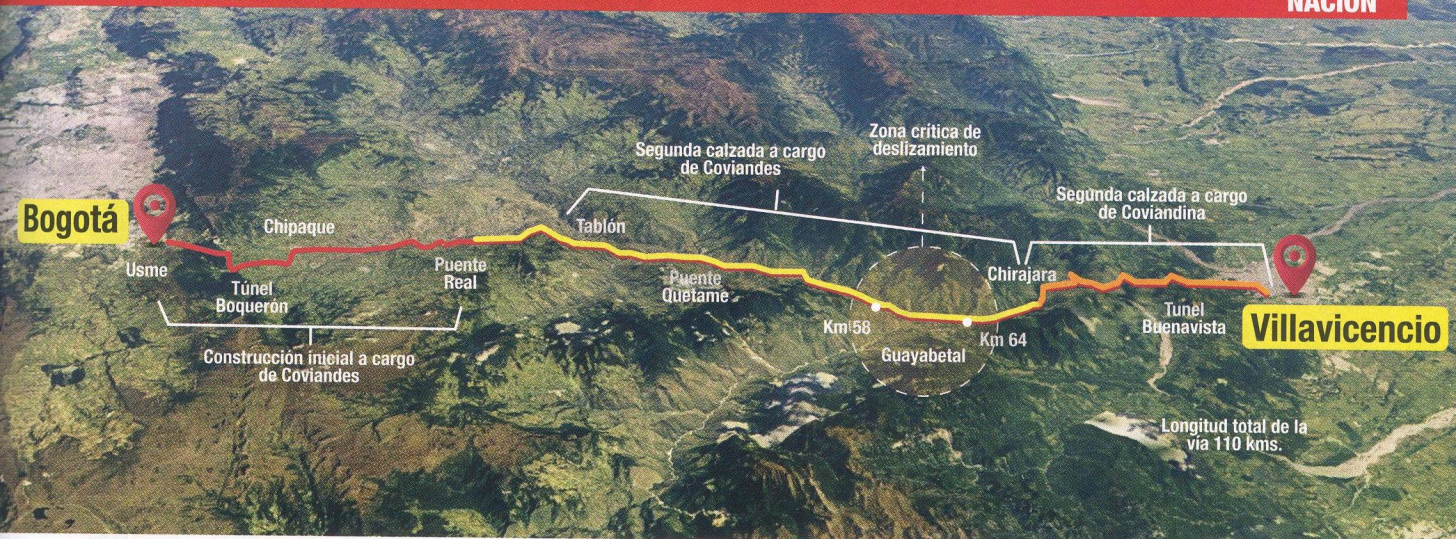 NACIÓN
Zona crítica de
deslizamiento
Segunda calzada a cargo
de Coviandes
Segunda calzada a cargo
de Coviandina
Bogotá
Chipaque
Tablón
Usme
Túnel
Boquerón
Puente
Real
Puente
Quetame
Chirajara
Km 58
Km 64
Guayabetal
Tunel
Buenavista
Villavicencio
Construcción inicial a cargo
de Coviandes
Longitud total de la
vía 110 kms.